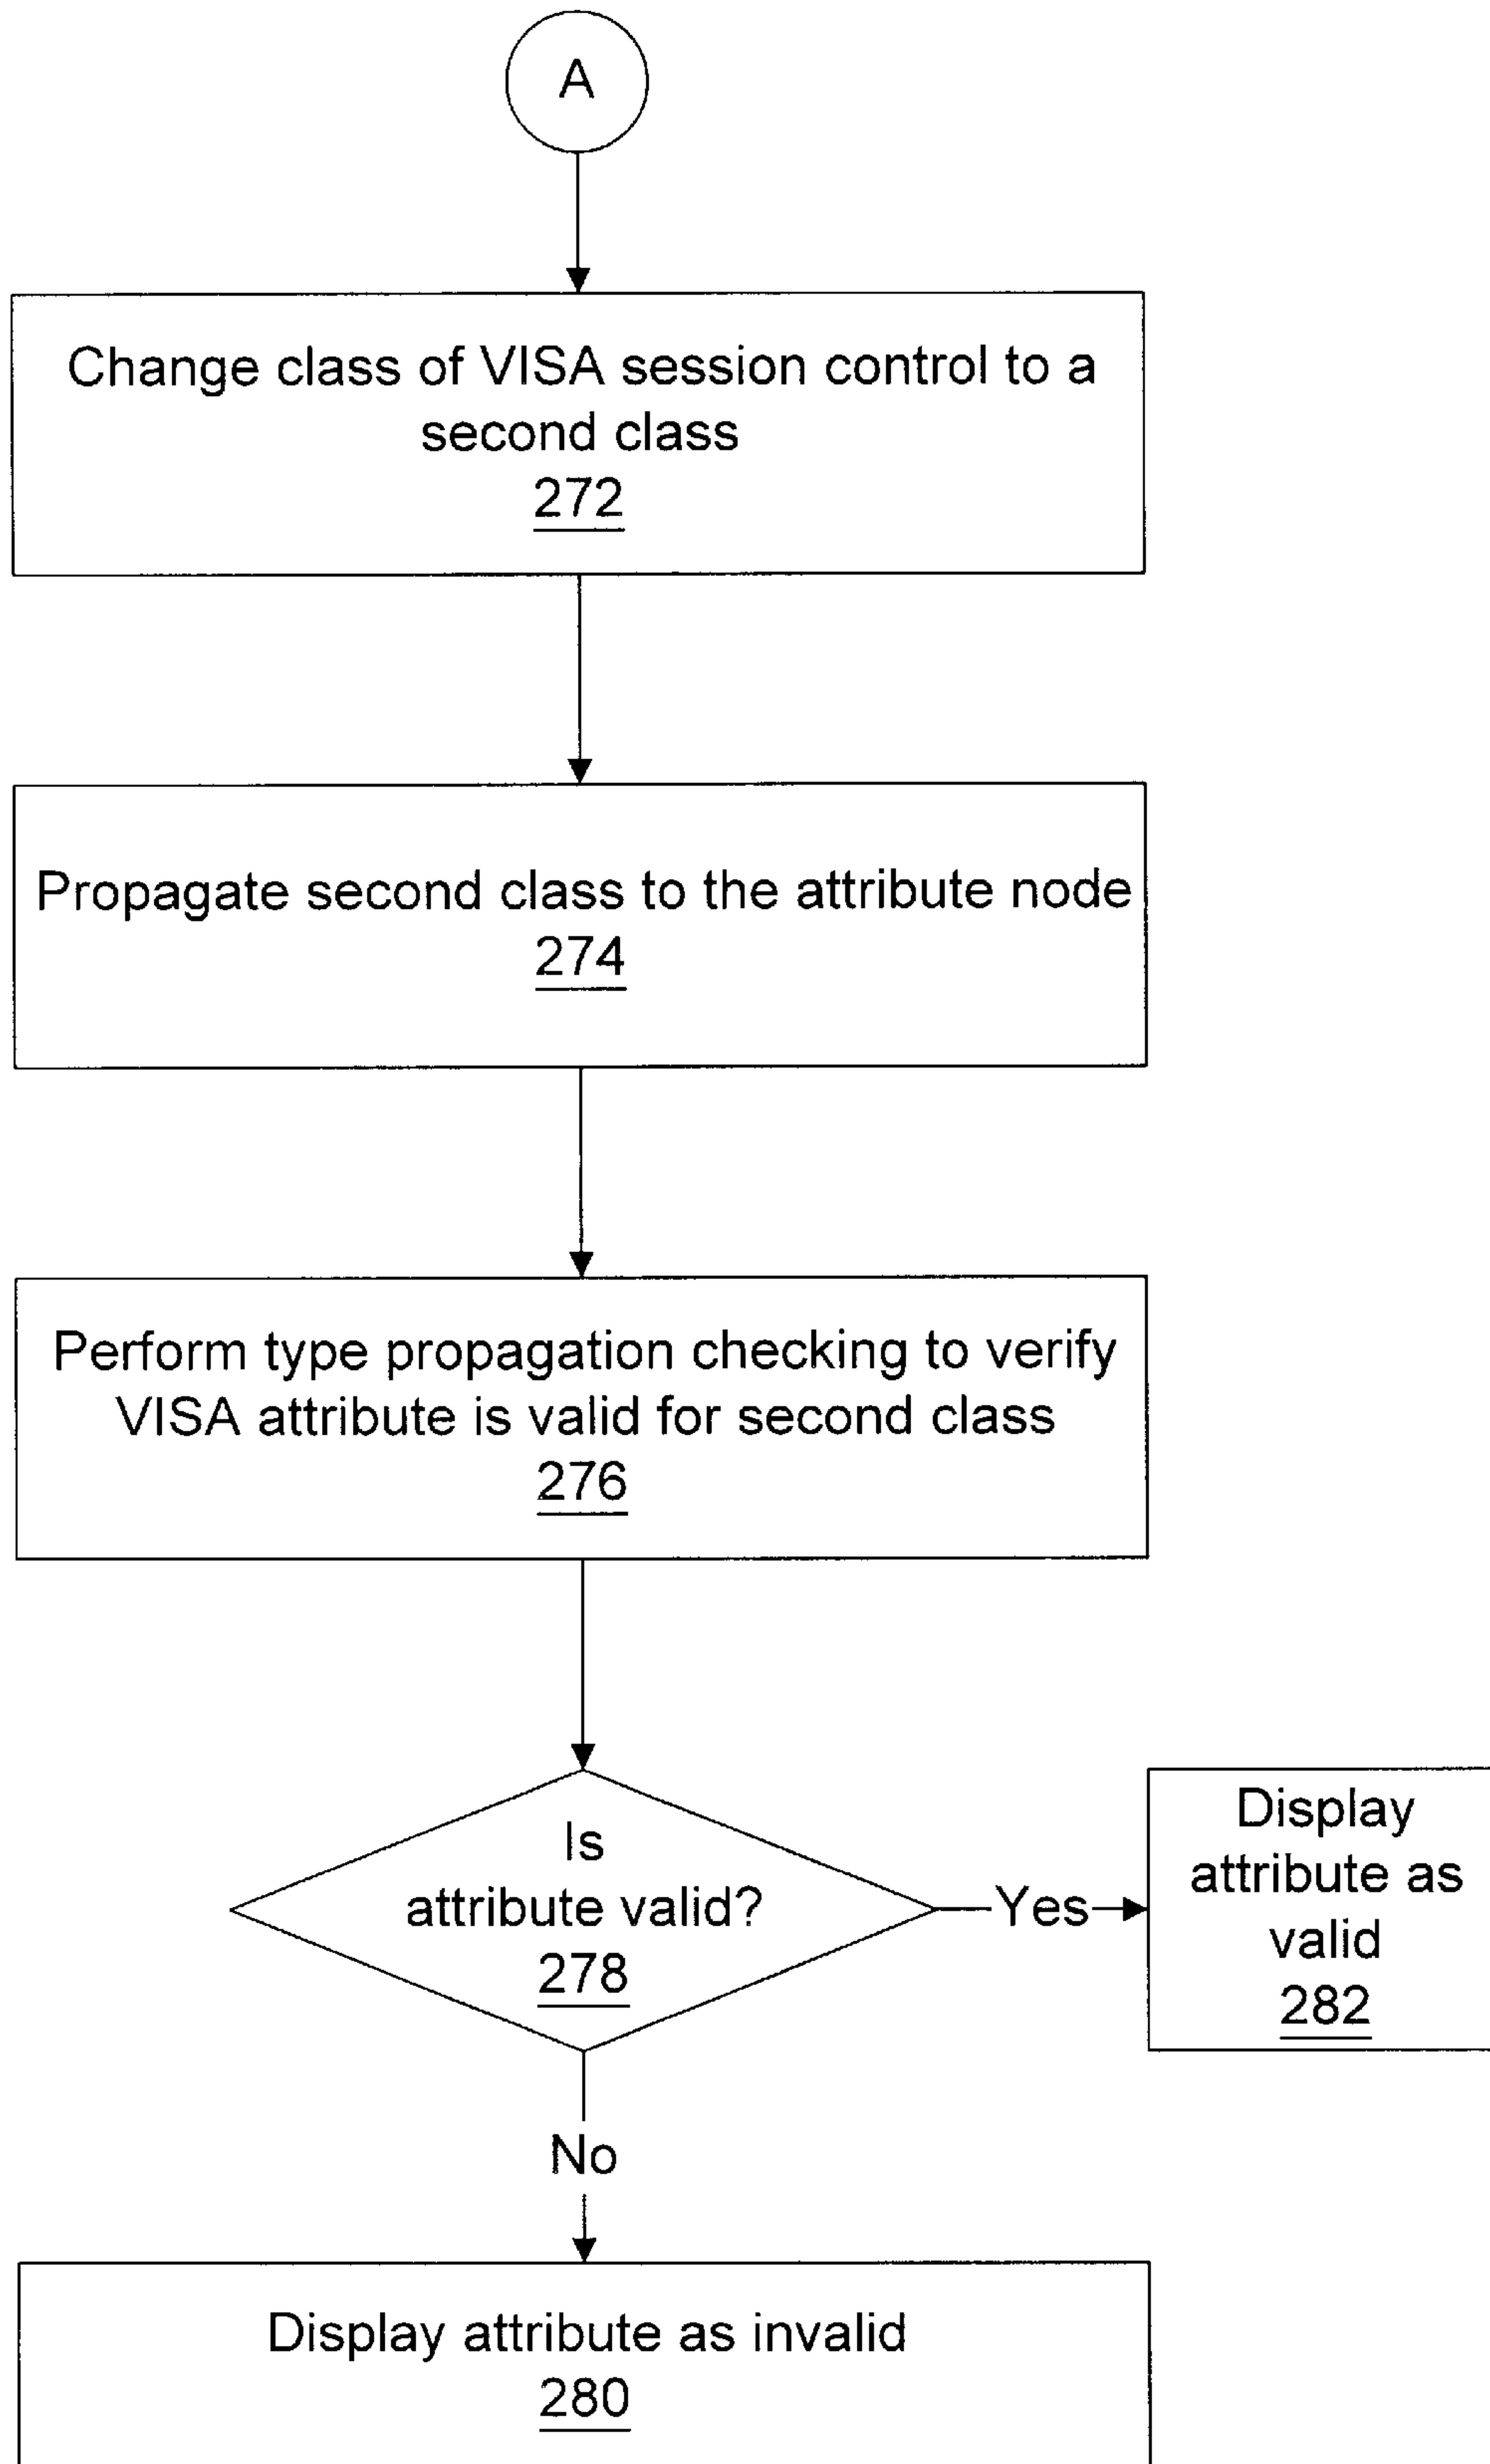 A
Change class of VISA session control to a
second class
272
Propagate second class to the attribute node
274
Perform type propagation checking to verify
VISA attribute is valid for second class
276
Is
attribute valid?
278
Yes
Display
attribute as
valid
282
No
Display attribute as invalid
280